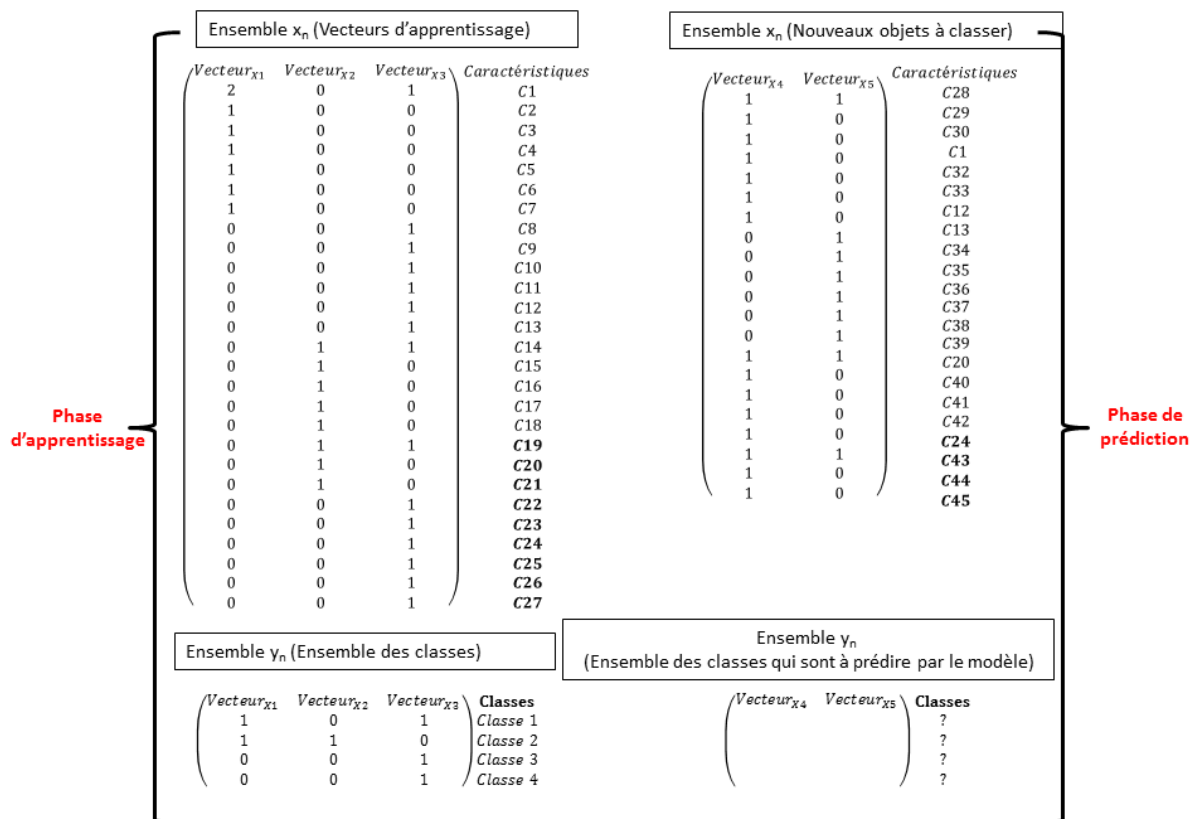 Ensemble xn (Vecteurs d'apprentissage)
VecteurX1 VecteurX2 VecteurX3 Caractéristiques
2 0 1 C1
1 0 0 C2
1 0 0 C3
1 0 0 C4
1 0 0 C5
1 0 0 C6
1 0 0 C7
0 0 1 C8
0 0 1 C9
0 0 1 C10
0 0 1 C11
0 0 1 C12
0 0 1 C13
0 1 1 C14
0 1 0 C15
0 1 0 C16
0 1 0 C17
0 1 0 C18
0 1 1 C19
0 1 0 C20
0 1 0 C21
0 0 1 C22
0 0 1 C23
0 0 1 C24
0 0 1 C25
0 0 1 C26
0 0 1 C27
Phase
d'apprentissage
Ensemble yn (Ensemble des classes)
VecteurX1 VecteurX2 VecteurX3 Classes
1 0 1 Classe 1
1 1 0 Classe 2
0 0 1 Classe 3
0 0 1 Classe 4
Ensemble xn (Nouveaux objets à classer)
VecteurX4 VecteurX5 Caractéristiques
1 1 C28
1 0 C29
1 0 C30
1 0 C1
1 0 C32
1 0 C33
1 0 C12
0 1 C13
0 1 C34
0 1 C35
0 1 C36
0 1 C37
0 1 C38
1 1 C39
1 0 C20
1 0 C40
1 0 C41
1 0 C42
1 1 C24
1 0 C43
1 0 C44
C45
Phase de
prédiction
Ensemble yn
(Ensemble des classes qui sont à prédire par le modèle)
VecteurX4 VecteurX5 Classes
?
?
?
?